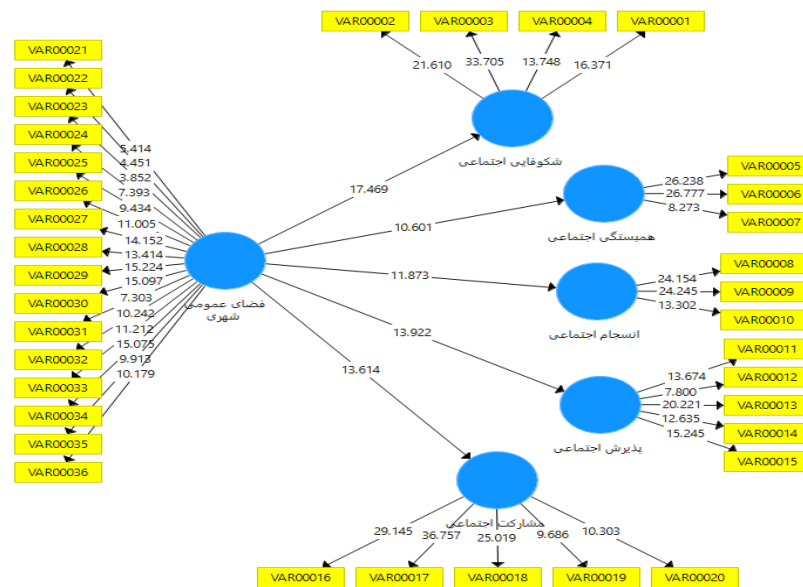 VAR00002
VAR00003
VAR00004
VAR00001
21.610
33.705
13.748
16.371
شکوفایی اجتماعی
VAR00021
VAR00022
VAR00023
VAR00024
VAR00025
VAR00026
VAR00027
VAR00028
VAR00029
VAR00030
VAR00031
VAR00032
VAR00033
VAR00034
VAR00035
VAR00036
5.414
4.451
3.852
7.393
9.434
11.005
14.152
13.414
15.224
15.097
7.303
10.242
11.212
15.075
9.913
10.179
فضای عمومی
شهری
17.469
10.601
11.873
13.922
13.614
VAR00005
VAR00006
VAR00007
26.238
26.777
8.273
همبستگی اجتماعی
VAR00008
VAR00009
VAR00010
24.154
24.245
13.302
انسجام اجتماعی
VAR00011
VAR00012
VAR00013
VAR00014
VAR00015
13.674
7.800
20.221
12.635
15.245
پذیرش اجتماعی
مشارکت اجتماعی
29.145
36.757
25.019
9.686
10.303
VAR00016
VAR00017
VAR00018
VAR00019
VAR00020